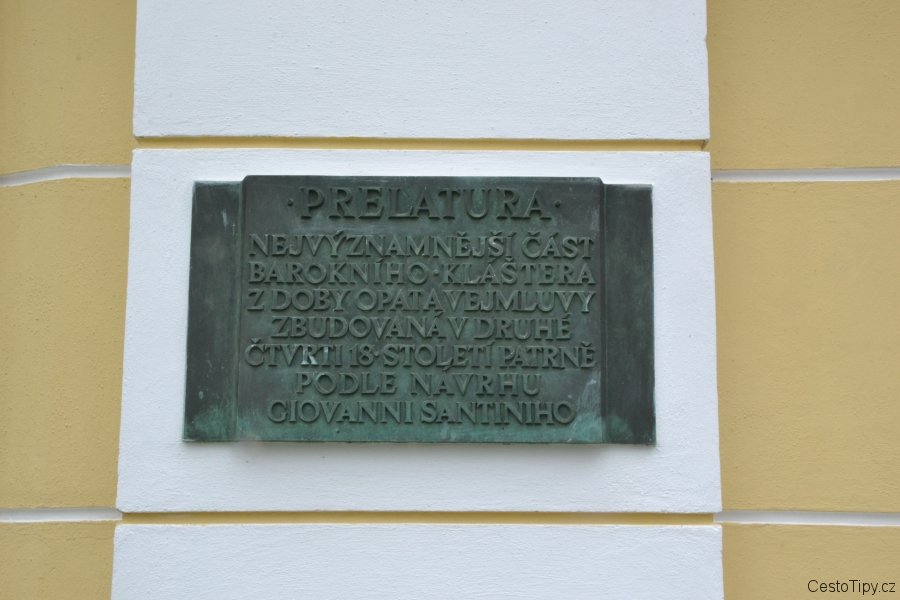 ·PRELATURA·
NEJVÝZNAMNĚJŠÍ ČÁST
BAROKNÍHO·KLÁŠTERA
Z DOBY OPATA VEJMLUVY
ZBUDOVANÁ V DRUHÉ
ČTVRTI 18·STOLETÍ PATRNĚ
PODLE NÁVRHU
GIOVANNI SANTINIHO
CestoTipy.cz